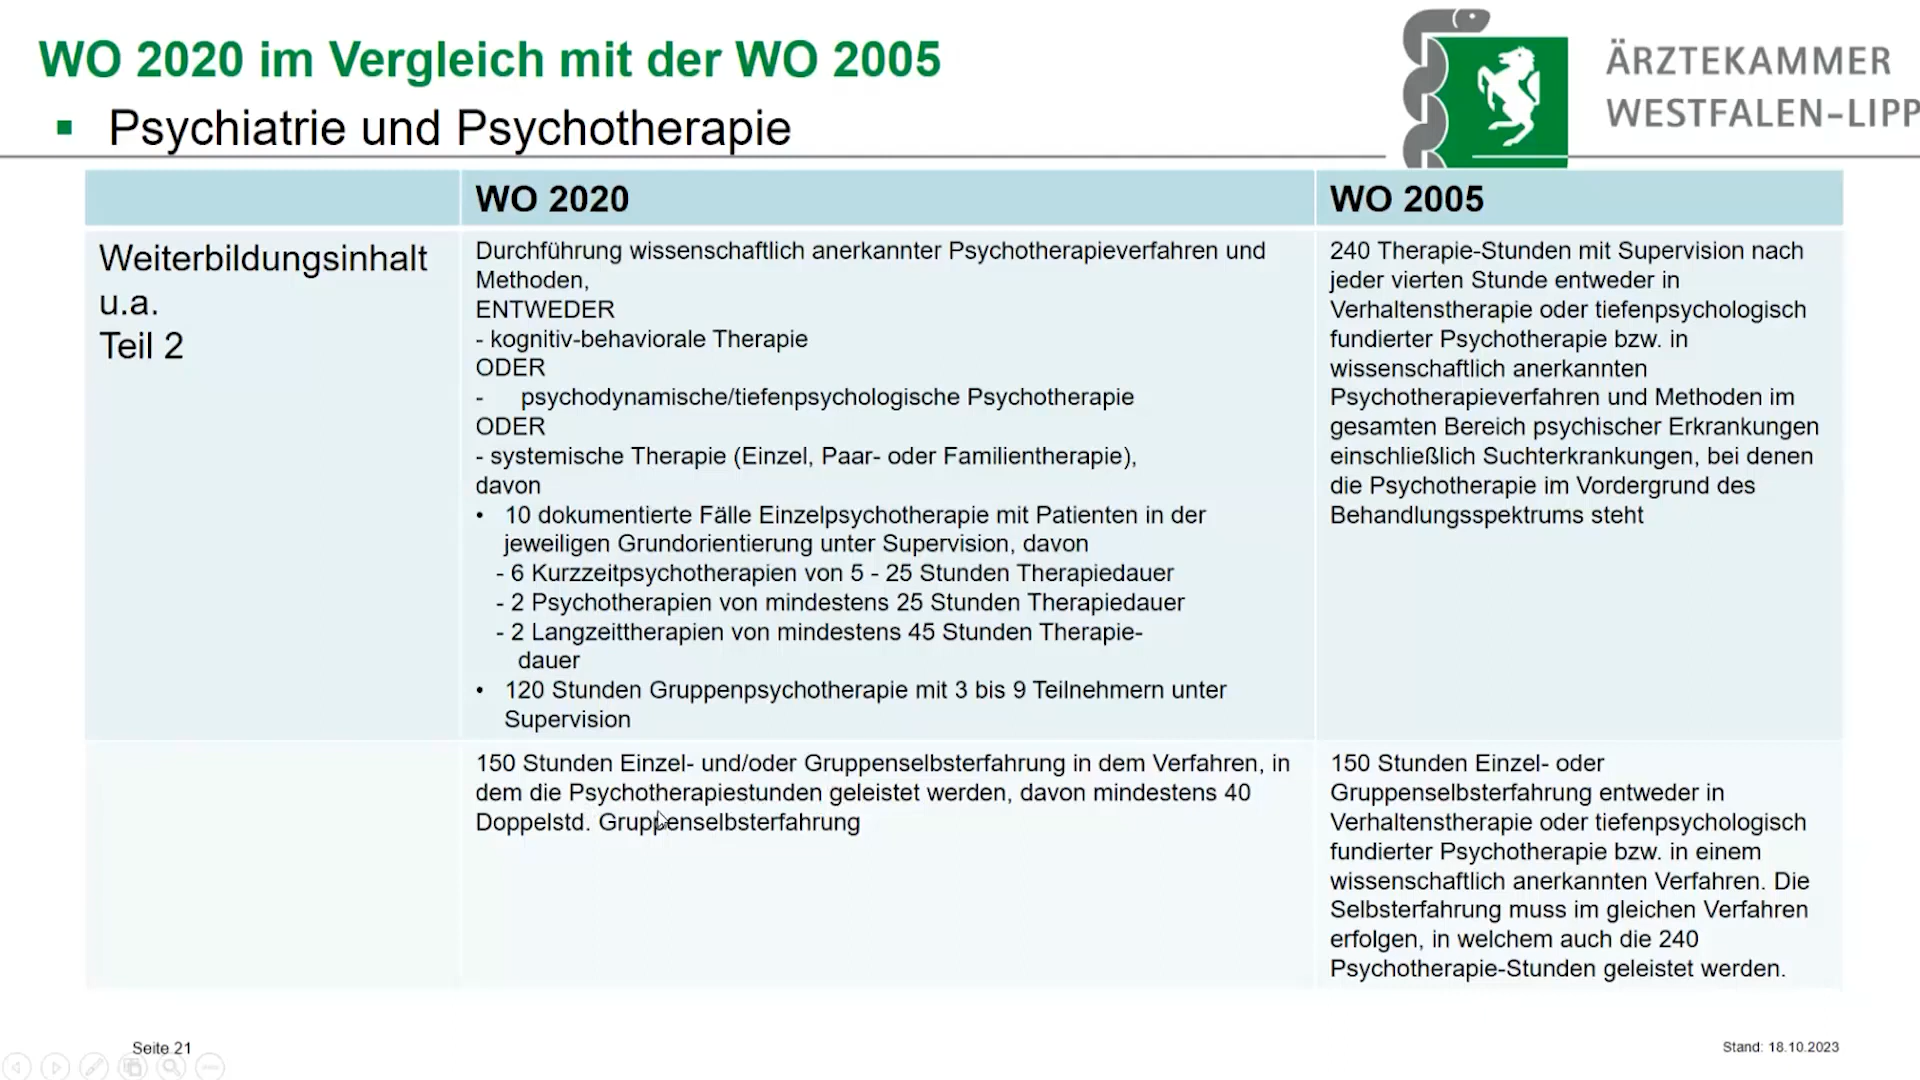 WO 2020 im Vergleich mit der WO 2005
▪ Psychiatrie und Psychotherapie
ÄRZTEKAMMER
WESTFALEN-LIPP
WO 2020
WO 2005
Weiterbildungsinhalt
u.a.
Teil 2
Durchführung wissenschaftlich anerkannter Psychotherapieverfahren und
Methoden,
ENTWEDER
- kognitiv-behaviorale Therapie
ODER
- psychodynamische/tiefenpsychologische Psychotherapie
ODER
- systemische Therapie (Einzel, Paar- oder Familientherapie),
davon
• 10 dokumentierte Fälle Einzelpsychotherapie mit Patienten in der
jeweiligen Grundorientierung unter Supervision, davon
- 6 Kurzzeitpsychotherapien von 5 - 25 Stunden Therapiedauer
- 2 Psychotherapien von mindestens 25 Stunden Therapiedauer
- 2 Langzeittherapien von mindestens 45 Stunden Therapie-
dauer
• 120 Stunden Gruppenpsychotherapie mit 3 bis 9 Teilnehmern unter
Supervision
240 Therapie-Stunden mit Supervision nach
jeder vierten Stunde entweder in
Verhaltenstherapie oder tiefenpsychologisch
fundierter Psychotherapie bzw. in
wissenschaftlich anerkannten
Psychotherapieverfahren und Methoden im
gesamten Bereich psychischer Erkrankungen
einschließlich Suchterkrankungen, bei denen
die Psychotherapie im Vordergrund des
Behandlungsspektrums steht
150 Stunden Einzel- und/oder Gruppenselbsterfahrung in dem Verfahren, in
dem die Psychotherapiestunden geleistet werden, davon mindestens 40
Doppelstd. Gruppenselbsterfahrung
150 Stunden Einzel- oder
Gruppenselbsterfahrung entweder in
Verhaltenstherapie oder tiefenpsychologisch
fundierter Psychotherapie bzw. in einem
wissenschaftlich anerkannten Verfahren. Die
Selbsterfahrung muss im gleichen Verfahren
erfolgen, in welchem auch die 240
Psychotherapie-Stunden geleistet werden.
Seite 21
Stand: 18.10.2023